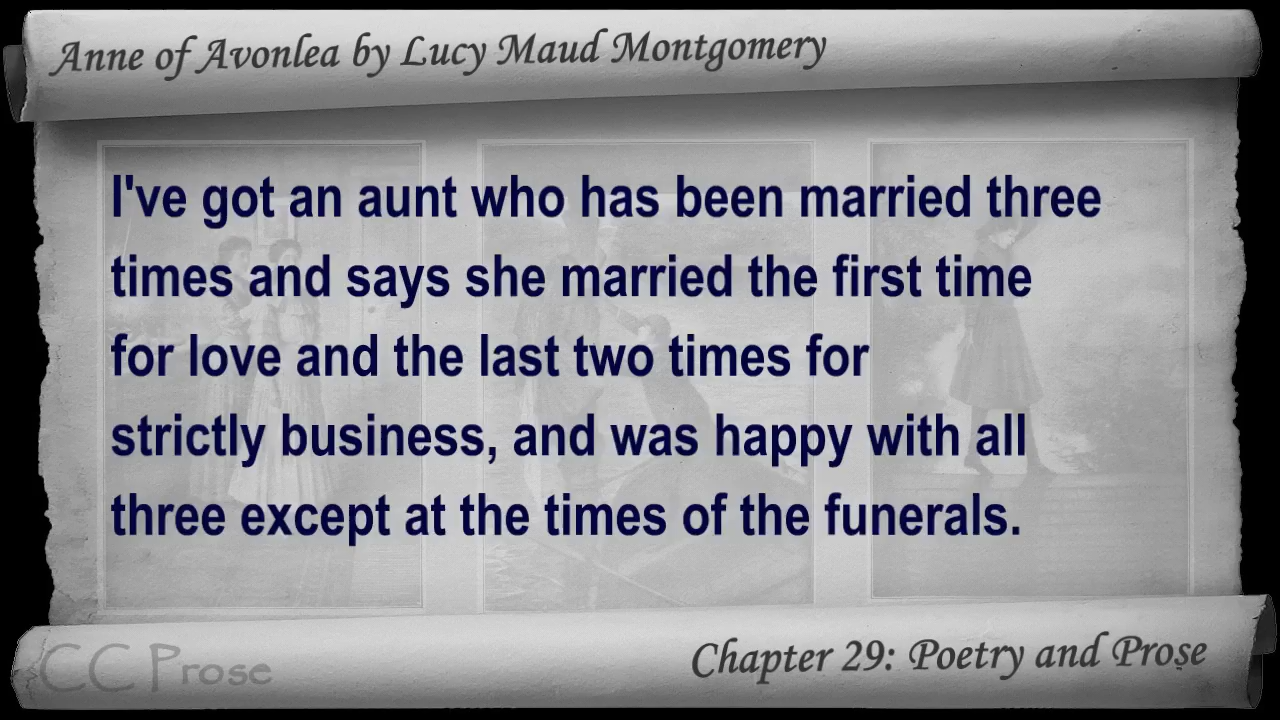 Anne of Avonlea by Lucy Maud Montgomery
I've got an aunt who has been married three
times and says she married the first time
for love and the last two times for
strictly business, and was happy with all
three except at the times of the funerals.
CC Prose
Chapter 29: Poetry and Prose